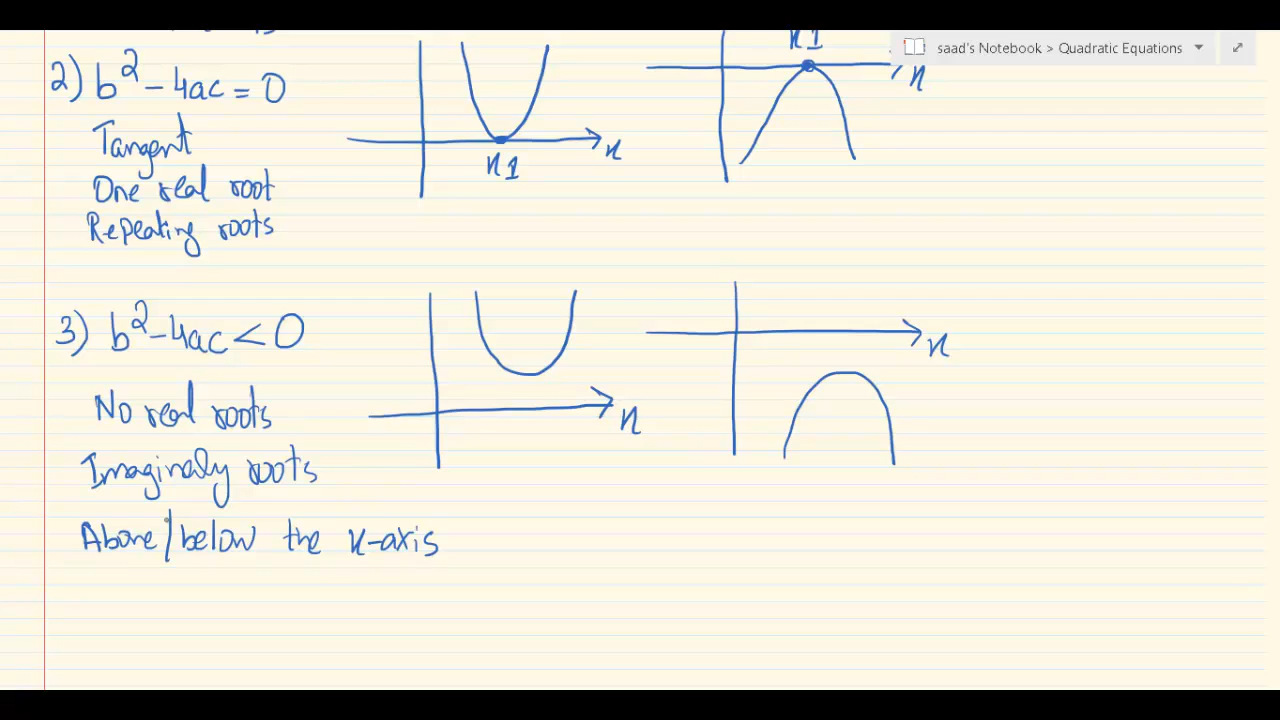 saad's Notebook > Quadratic Equations
x1
2) b² - 4ac = 0
x
Tangent
x
x1
One real root
Repeating roots
3) b² - 4ac < 0
x
No real roots
x
Imaginary roots
Above/below the x-axis